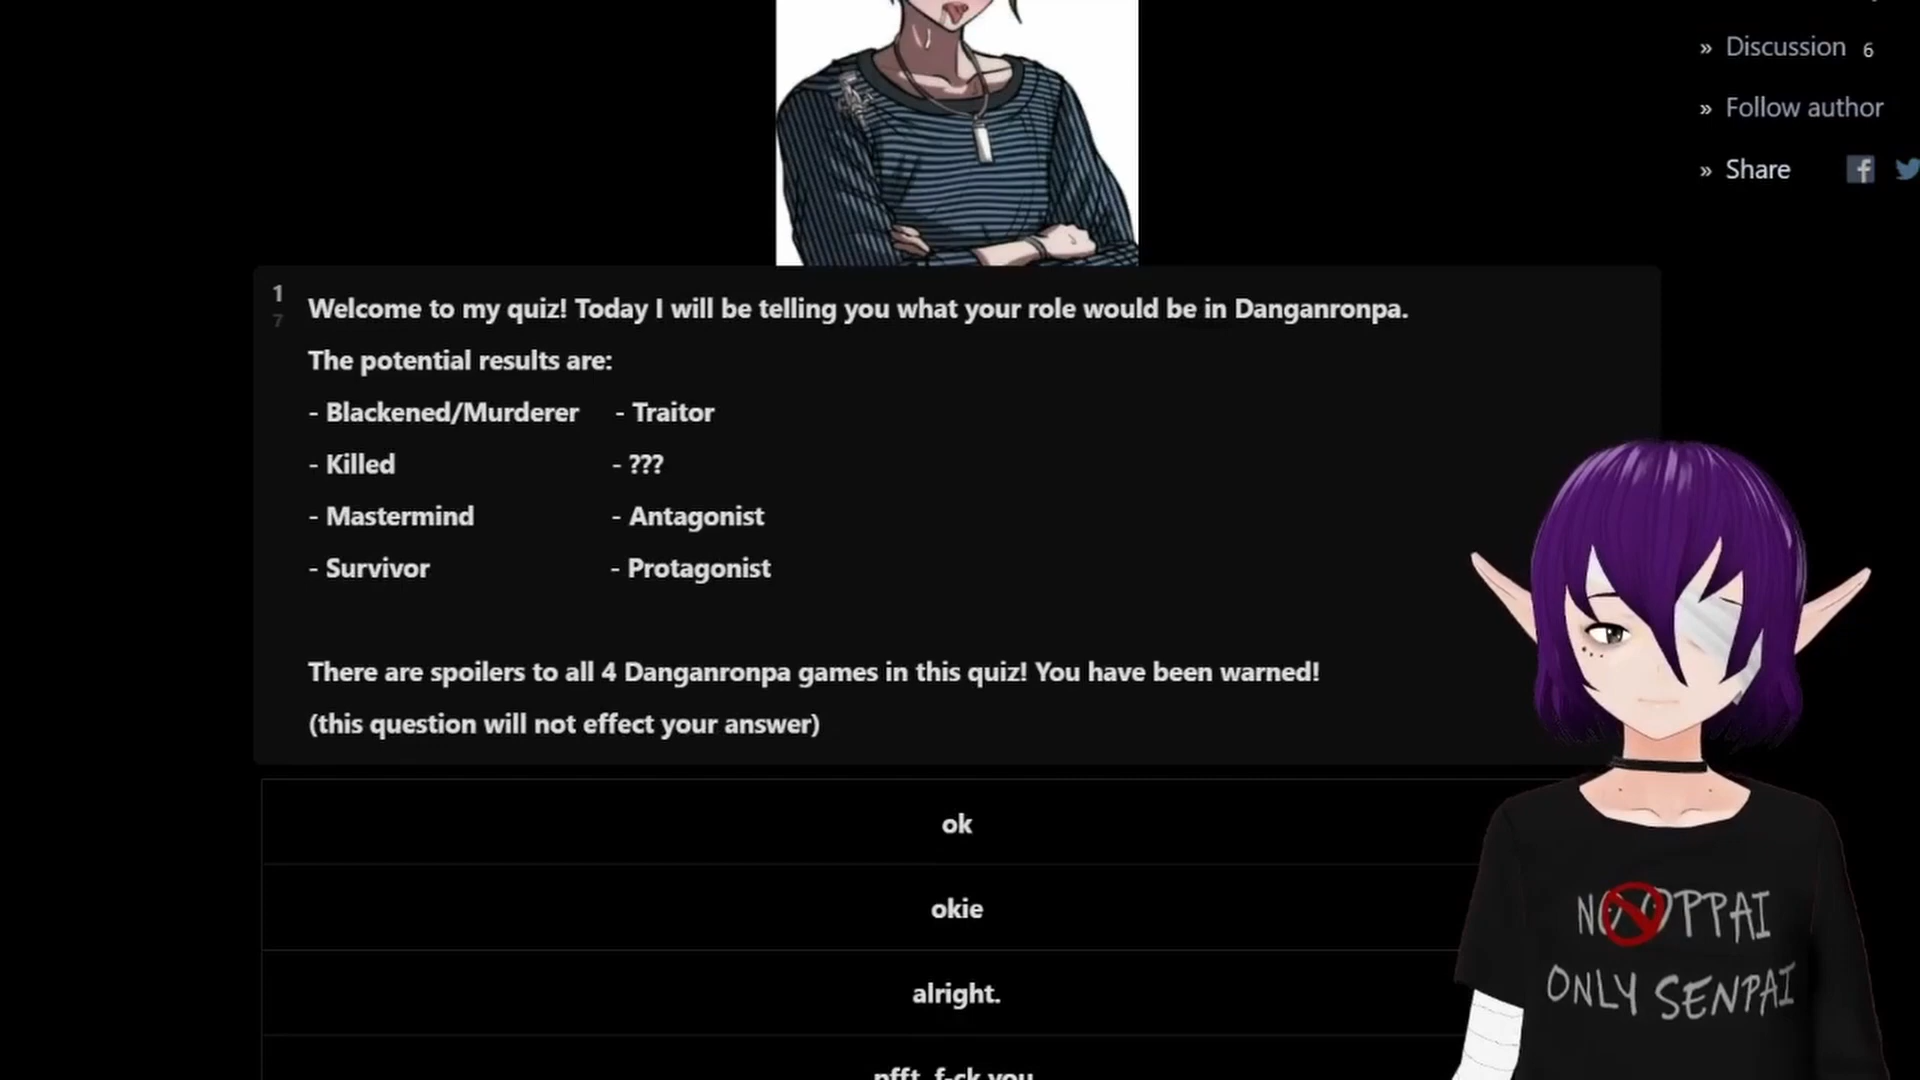 » Discussion 6
» Follow author
» Share
1
7
Welcome to my quiz! Today I will be telling you what your role would be in Danganronpa.
The potential results are:
- Blackened/Murderer - Traitor
- Killed - ???
- Mastermind - Antagonist
- Survivor - Protagonist
There are spoilers to all 4 Danganronpa games in this quiz! You have been warned!
(this question will not effect your answer)
ok
okie
alright.
pfft, f-ck you
NO OPPAI
ONLY SENPAI